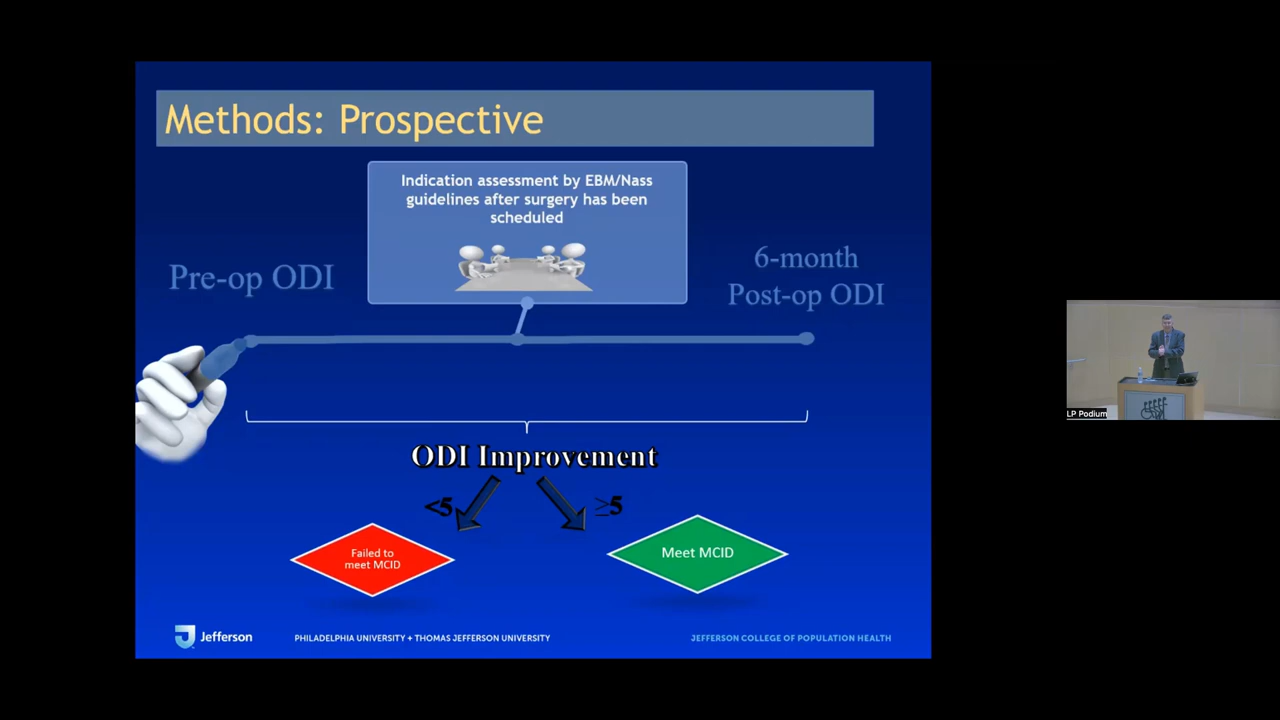 Methods: Prospective
Indication assessment by EBM/Nass
guidelines after surgery has been
scheduled
Pre-op ODI
6-month
Post-op ODI
ODI Improvement
<5
≥5
Failed to
meet MCID
Meet MCID
Jefferson
PHILADELPHIA UNIVERSITY + THOMAS JEFFERSON UNIVERSITY
JEFFERSON COLLEGE OF POPULATION HEALTH
LP Podium